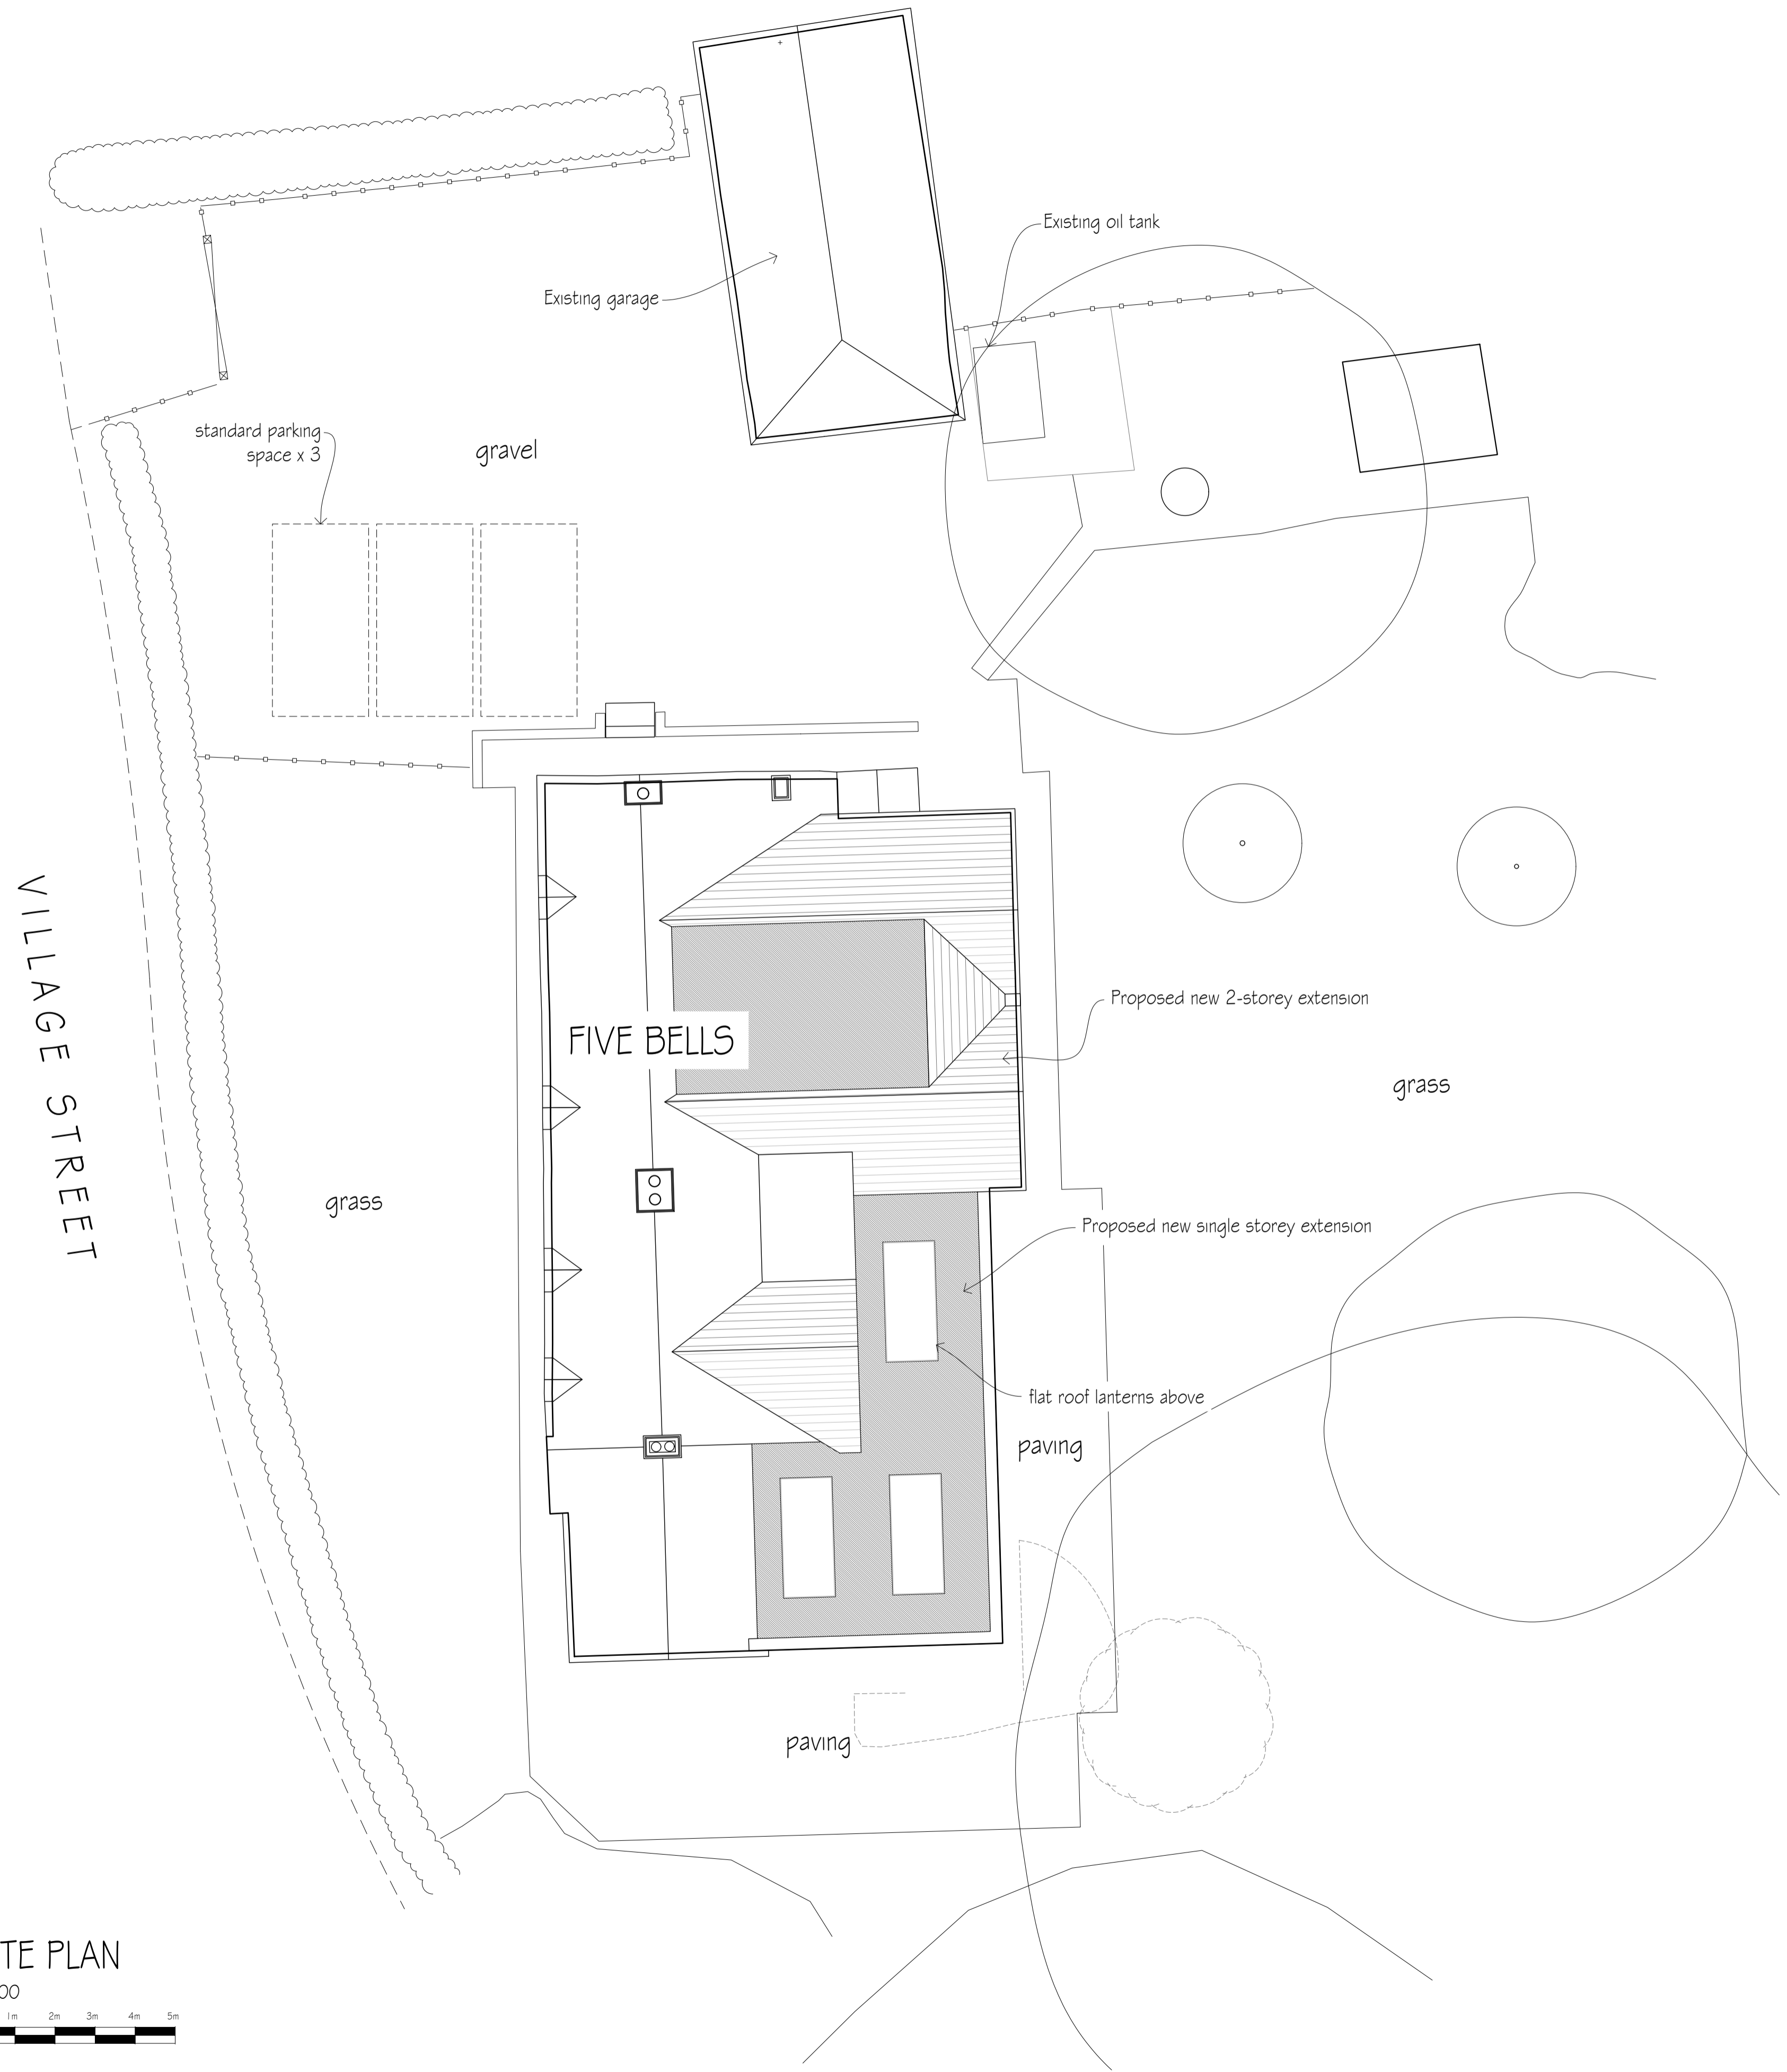 Existing oil tank
Existing garage
standard parking
space x 3
gravel
VILLAGE STREET
FIVE BELLS
Proposed new 2-storey extension
grass
grass
Proposed new single storey extension
flat roof lanterns above
paving
paving
TE PLAN
00
1m 2m 3m 4m 5m